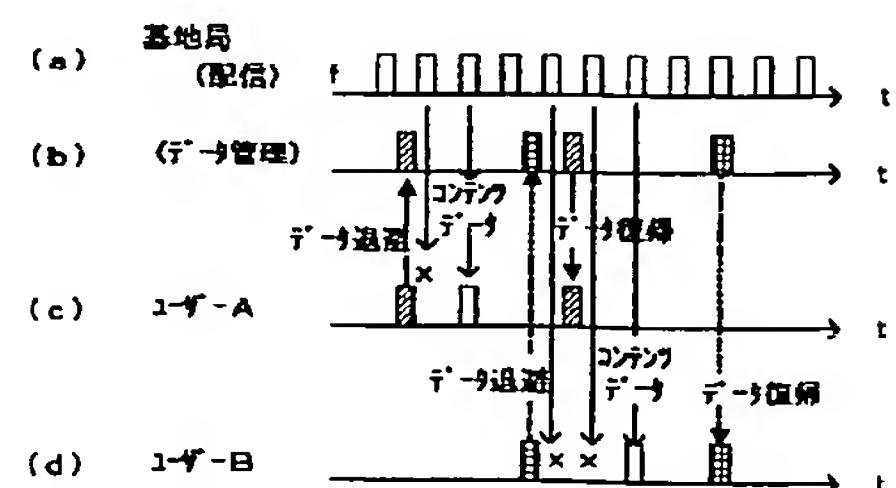 (a) 基地局
(配信) f t
(b) (データ管理) t
コンテンツ
データ
データ退避 データ復帰
×
(c) ユーザーA t
コンテンツ
データ
データ退避 データ復帰
(d) ユーザーB × × t